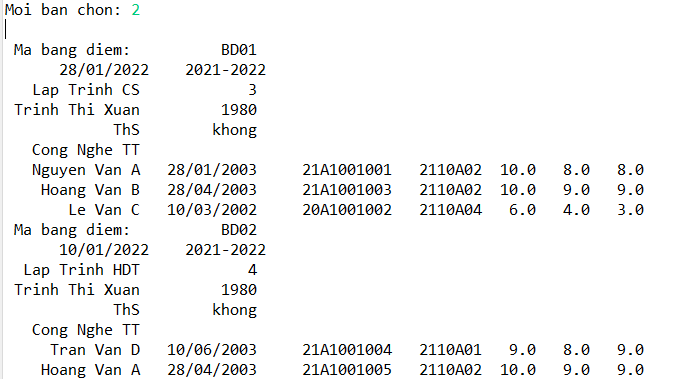 Moi ban chon: 2
Ma bang diem: BD01
28/01/2022 2021-2022
Lap Trinh CS 3
Trinh Thi Xuan 1980
ThS khong
Cong Nghe TT
Nguyen Van A 28/01/2003 21A1001001 2110A02 10.0 8.0 8.0
Hoang Van B 28/04/2003 21A1001003 2110A02 10.0 9.0 9.0
Le Van C 10/03/2002 20A1001002 2110A04 6.0 4.0 3.0
Ma bang diem: BD02
10/01/2022 2021-2022
Lap Trinh HDT 4
Trinh Thi Xuan 1980
ThS khong
Cong Nghe TT
Tran Van D 10/06/2003 21A1001004 2110A01 9.0 8.0 9.0
Hoang Van A 28/04/2003 21A1001005 2110A02 10.0 9.0 9.0